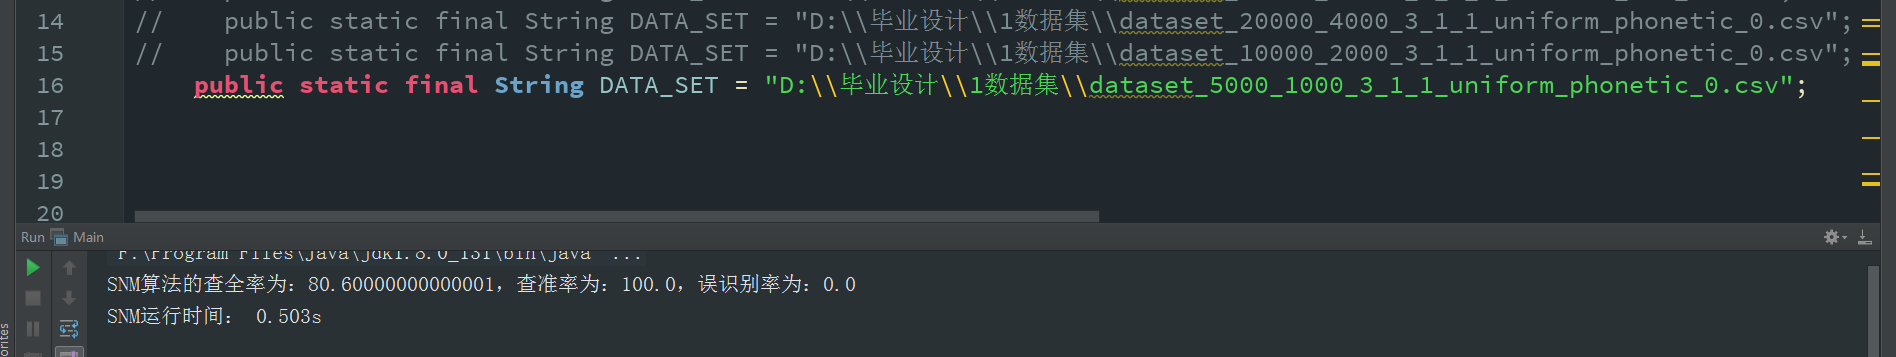 14 //    public static final String DATA_SET = "D:\\毕业设计\\1数据集\\dataset_20000_4000_3_1_1_uniform_phonetic_0.csv";
15 //    public static final String DATA_SET = "D:\\毕业设计\\1数据集\\dataset_10000_2000_3_1_1_uniform_phonetic_0.csv";
16     public static final String DATA_SET = "D:\\毕业设计\\1数据集\\dataset_5000_1000_3_1_1_uniform_phonetic_0.csv";
17
18
19
20
Run Main
F:\Program Files\java\jdk1.8.0_131\bin\java ...
SNM算法的查全率为：80.60000000000001，查准率为：100.0，误识别率为：0.0
SNM运行时间： 0.503s
orites